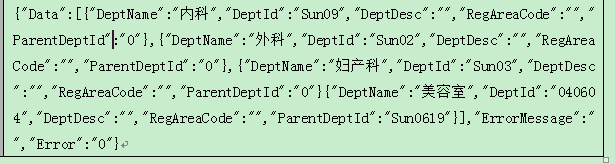 {"Data":[{"DeptName":"内科","DeptId":"Sun09","DeptDesc":"","RegAreaCode":"","
ParentDeptId":"0"},{"DeptName":"外科","DeptId":"Sun02","DeptDesc":"","RegArea
Code":"","ParentDeptId":"0"},{"DeptName":"妇产科","DeptId":"Sun03","DeptDesc
":"","RegAreaCode":"","ParentDeptId":"0"}{"DeptName":"美容室","DeptId":"04060
4","DeptDesc":"","RegAreaCode":"","ParentDeptId":"Sun0619"}],"ErrorMessage":"
","Error":"0"}